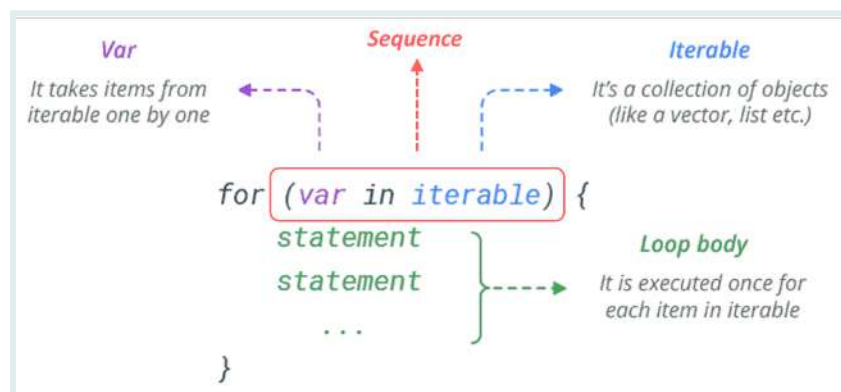 Var
It takes items from
iterable one by one
Sequence
Iterable
It's a collection of objects
(like a vector, list etc.)
for (var in iterable) {
statement
statement
...
}
Loop body
It is executed once for
each item in iterable